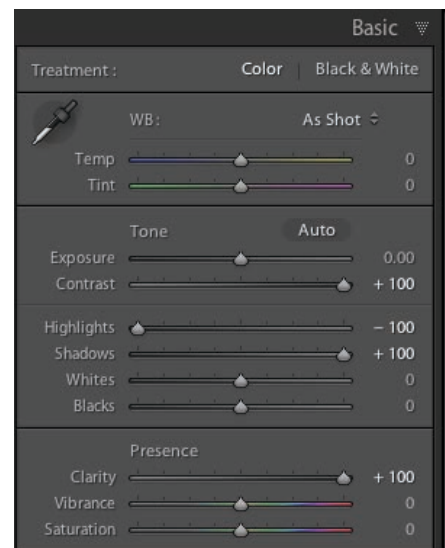 Basic
Treatment : Color | Black & White
WB: As Shot
Temp 0
Tint 0
Tone Auto
Exposure 0.00
Contrast + 100
Highlights – 100
Shadows + 100
Whites 0
Blacks 0
Presence
Clarity + 100
Vibrance 0
Saturation 0